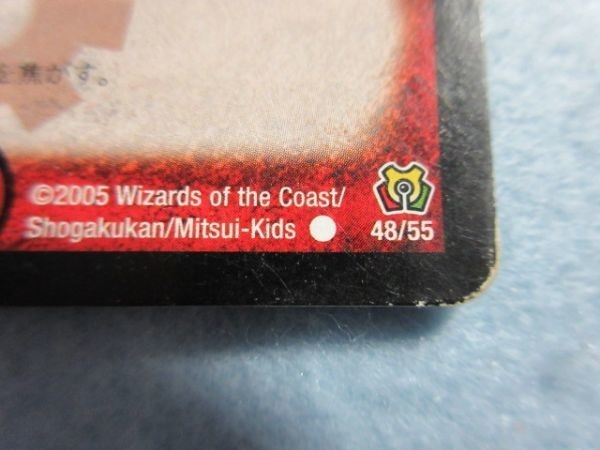 を焦がす。
©2005 Wizards of the Coast/
Shogakukan/Mitsui-Kids
48/55